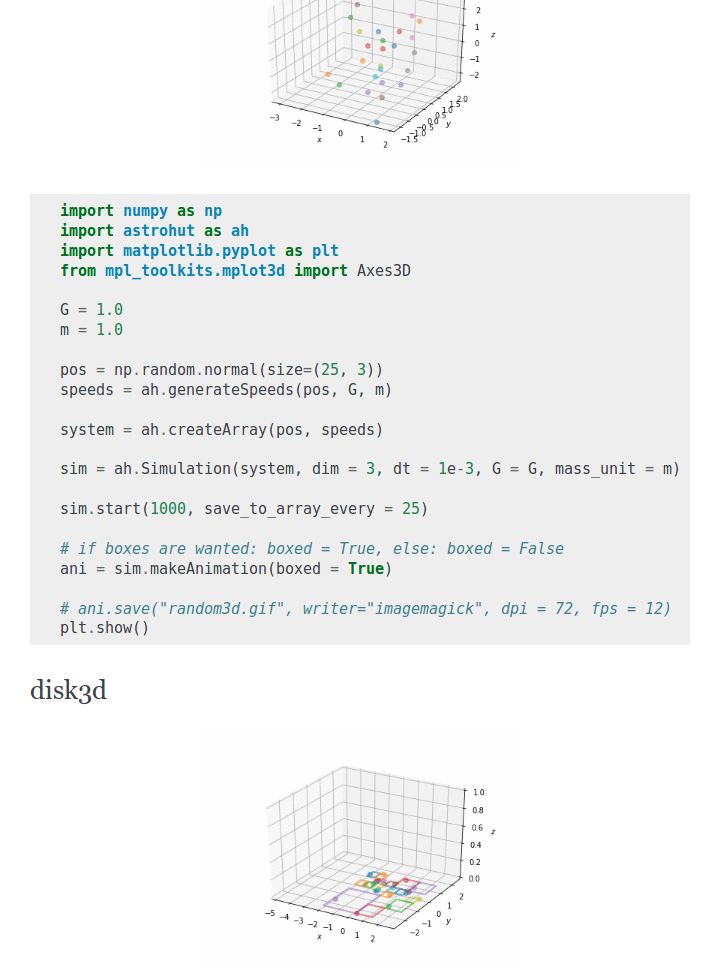 2
1
0
−1
−2
z
−3
−2
−1
0
1
2
x
−1.5
−1.0
−0.5
0.0
0.5
1.0
1.5
2.0
y
import numpy as np
import astrohut as ah
import matplotlib.pyplot as plt
from mpl_toolkits.mplot3d import Axes3D
G = 1.0
m = 1.0
pos = np.random.normal(size=(25, 3))
speeds = ah.generateSpeeds(pos, G, m)
system = ah.createArray(pos, speeds)
sim = ah.Simulation(system, dim = 3, dt = 1e-3, G = G, mass_unit = m)
sim.start(1000, save_to_array_every = 25)
# if boxes are wanted: boxed = True, else: boxed = False
ani = sim.makeAnimation(boxed = True)
# ani.save("random3d.gif", writer="imagemagick", dpi = 72, fps = 12)
plt.show()
disk3d
1.0
0.8
0.6
0.4
0.2
0.0
z
−5
−4
−3
−2
−1
0
1
2
x
−2
−1
0
1
2
y